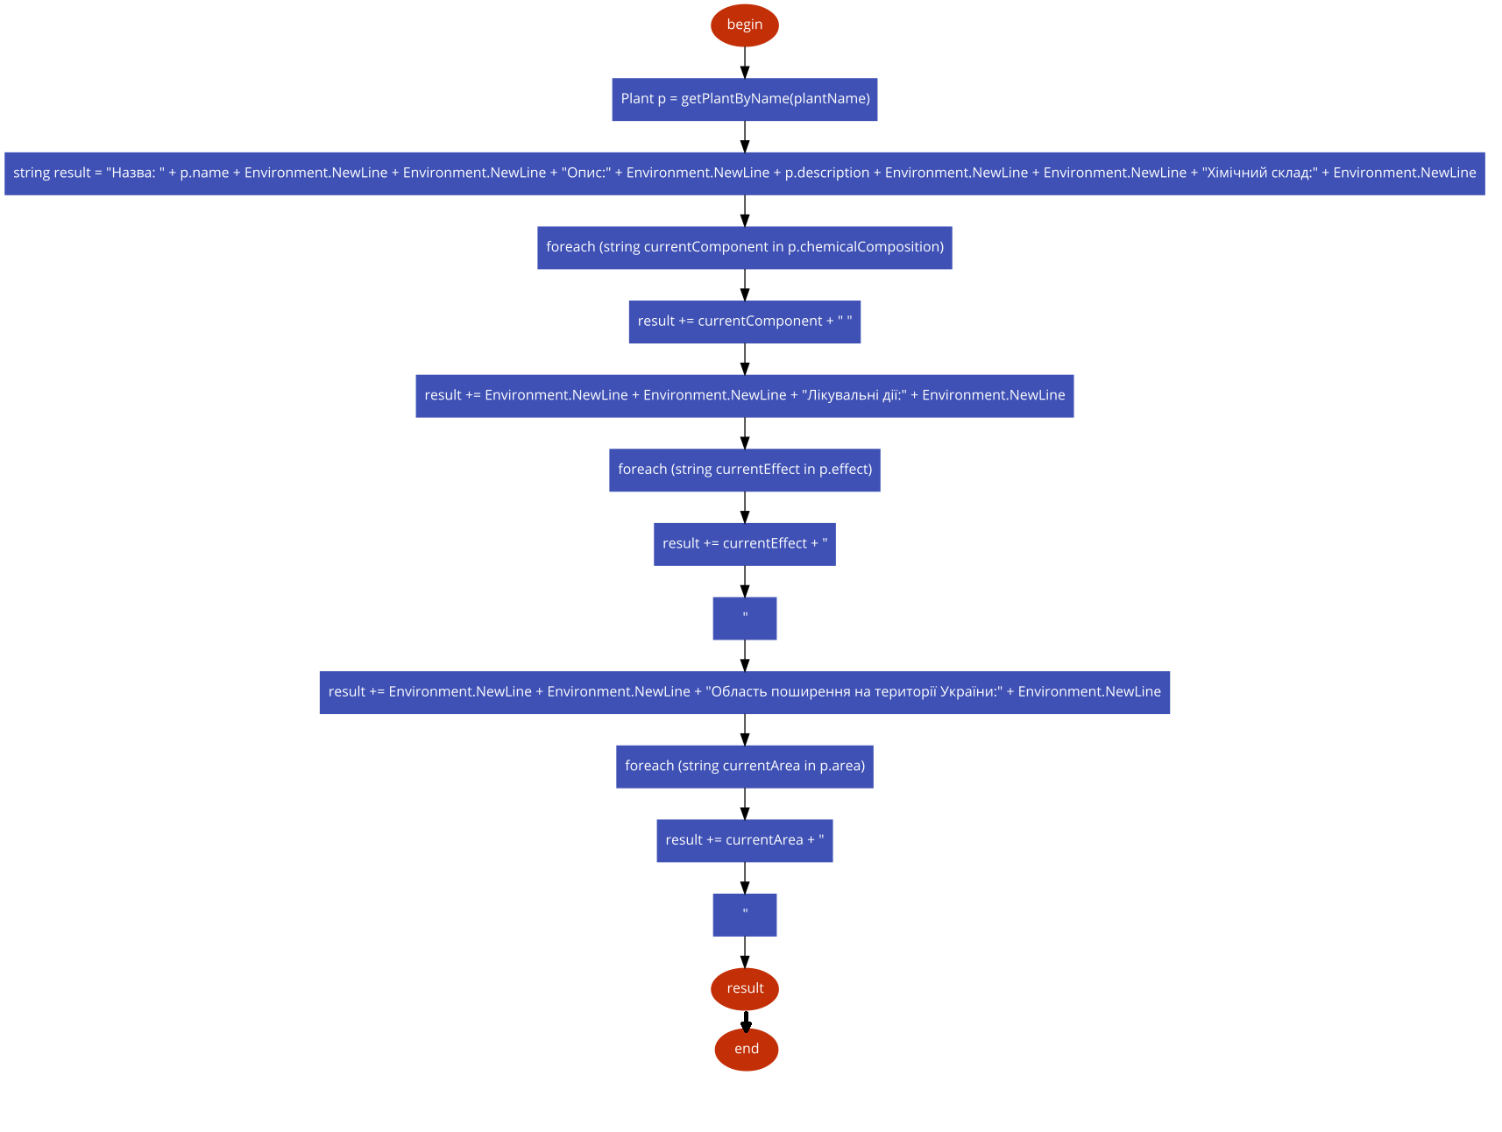 begin
Plant p = getPlantByName(plantName)
string result = "Назва: " + p.name + Environment.NewLine + Environment.NewLine + "Опис:" + Environment.NewLine + p.description + Environment.NewLine + Environment.NewLine + "Хімічний склад:" + Environment.NewLine
foreach (string currentComponent in p.chemicalComposition)
result += currentComponent + " "
result += Environment.NewLine + Environment.NewLine + "Лікувальні дії:" + Environment.NewLine
foreach (string currentEffect in p.effect)
result += currentEffect + "
"
result += Environment.NewLine + Environment.NewLine + "Область поширення на території України:" + Environment.NewLine
foreach (string currentArea in p.area)
result += currentArea + "
"
result
end